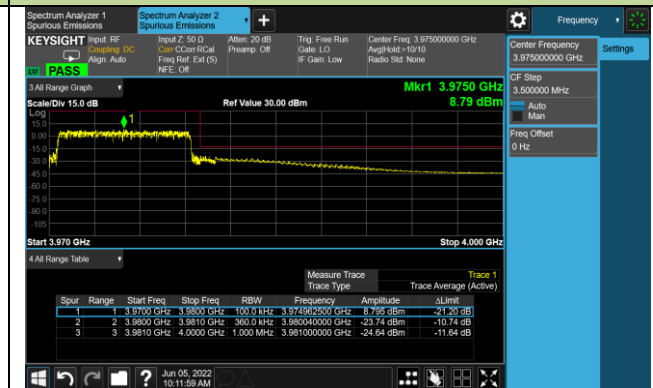 Spectrum Analyzer 1
Spurious Emissions
Spectrum Analyzer 2
Spurious Emissions
Frequency
KEYSIGHT
Input: RF
Coupling: DC
Align: Auto
Input Z: 50 Ω
Corr CCorr RCal
Freq Ref: Ext (S)
NFE: Off
Atten: 20 dB
Preamp: Off
Trig: Free Run
Gate: LO
IF Gain: Low
Center Freq: 3.975000000 GHz
Avg|Hold:>10/10
Radio Std: None
PASS
Center Frequency
3.975000000 GHz
Settings
CF Step
3.500000 MHz
Auto
Man
Freq Offset
0 Hz
3 All Range Graph
Mkr1 3.9750 GHz
8.79 dBm
Scale/Div 15.0 dB
Ref Value 30.00 dBm
Log
15.0
0.00
-15.0
-30.0
-45.0
-60.0
-75.0
-90.0
-105
1
Start 3.970 GHz
Stop 4.000 GHz
4 All Range Table
Measure Trace Trace 1
Trace Type Trace Average (Active)
Spur Range Start Freq Stop Freq RBW Frequency Amplitude ΔLimit
1 1 3.9700 GHz 3.9800 GHz 100.0 kHz 3.974962500 GHz 8.795 dBm -21.20 dB
2 2 3.9800 GHz 3.9810 GHz 360.0 kHz 3.980040000 GHz -23.74 dBm -10.74 dB
3 3 3.9810 GHz 4.0000 GHz 1.000 MHz 3.981000000 GHz -24.64 dBm -11.64 dB
Jun 05, 2022
10:11:59 AM